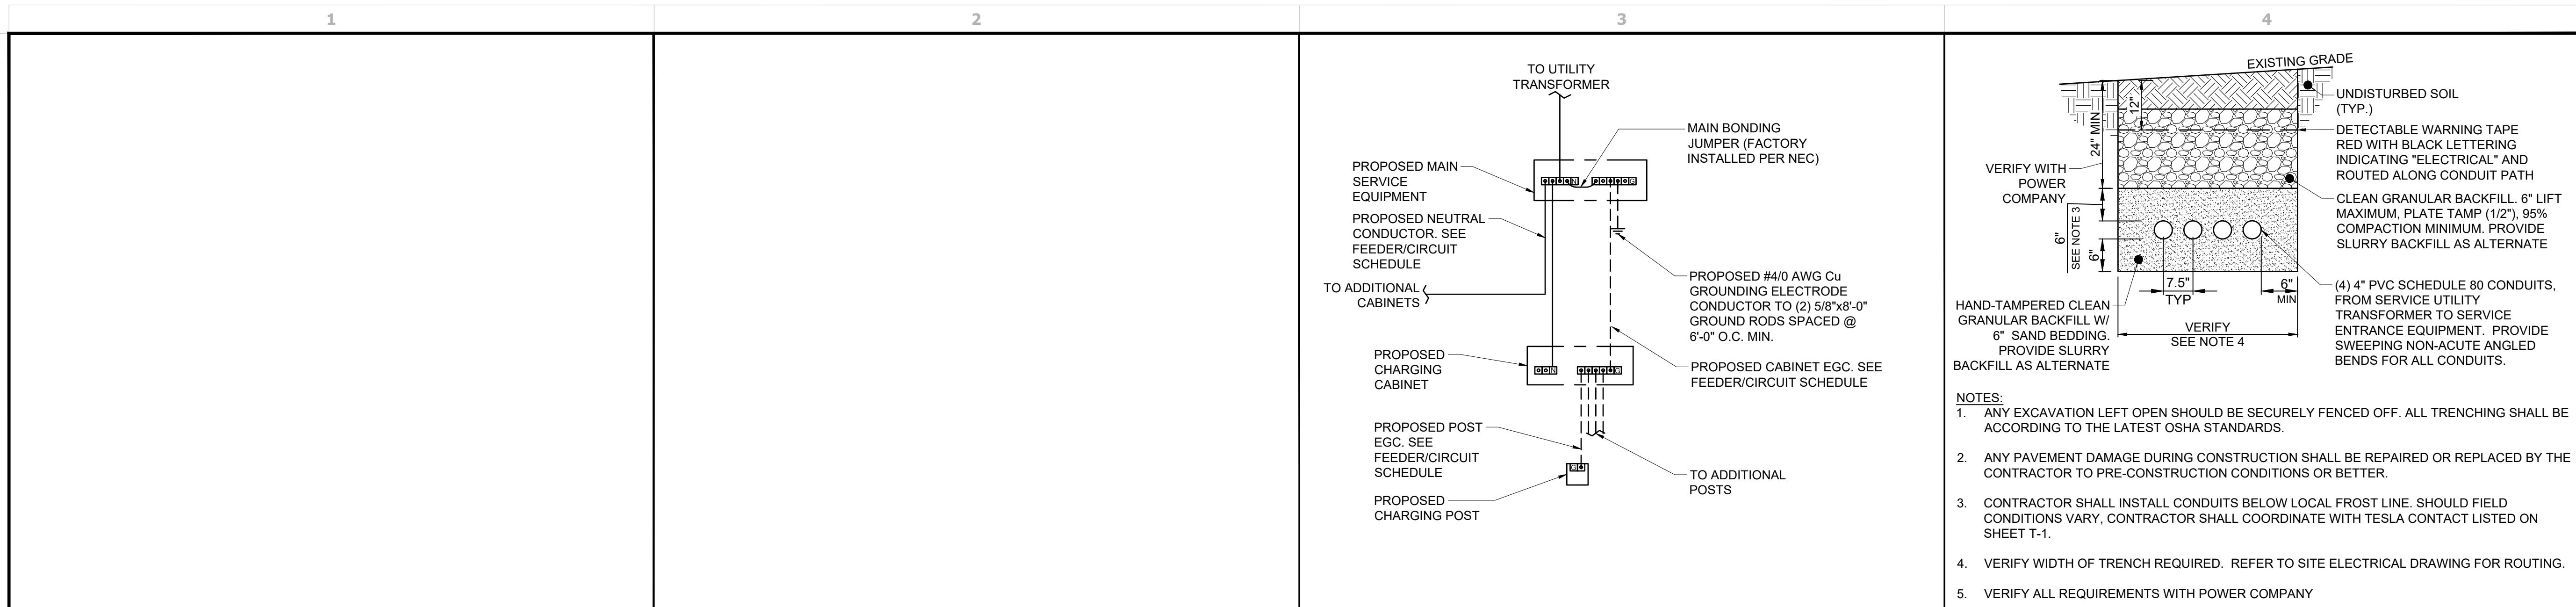 1
2
3
4
TO UTILITY
TRANSFORMER
MAIN BONDING
JUMPER (FACTORY
INSTALLED PER NEC)
PROPOSED MAIN
SERVICE
EQUIPMENT
N
G
PROPOSED NEUTRAL
CONDUCTOR. SEE
FEEDER/CIRCUIT
SCHEDULE
TO ADDITIONAL
CABINETS
PROPOSED #4/0 AWG Cu
GROUNDING ELECTRODE
CONDUCTOR TO (2) 5/8"x8'-0"
GROUND RODS SPACED @
6'-0" O.C. MIN.
PROPOSED
CHARGING
CABINET
N
G
PROPOSED CABINET EGC. SEE
FEEDER/CIRCUIT SCHEDULE
PROPOSED POST
EGC. SEE
FEEDER/CIRCUIT
SCHEDULE
G
TO ADDITIONAL
POSTS
PROPOSED
CHARGING POST
EXISTING GRADE
UNDISTURBED SOIL
(TYP.)
12"
24" MIN
DETECTABLE WARNING TAPE
RED WITH BLACK LETTERING
INDICATING "ELECTRICAL" AND
ROUTED ALONG CONDUIT PATH
VERIFY WITH
POWER
COMPANY
CLEAN GRANULAR BACKFILL. 6" LIFT
MAXIMUM, PLATE TAMP (1/2"), 95%
COMPACTION MINIMUM. PROVIDE
SLURRY BACKFILL AS ALTERNATE
6"
SEE NOTE 3
6"
7.5"
TYP
6"
MIN
(4) 4" PVC SCHEDULE 80 CONDUITS,
FROM SERVICE UTILITY
TRANSFORMER TO SERVICE
ENTRANCE EQUIPMENT. PROVIDE
SWEEPING NON-ACUTE ANGLED
BENDS FOR ALL CONDUITS.
HAND-TAMPERED CLEAN
GRANULAR BACKFILL W/
6" SAND BEDDING.
PROVIDE SLURRY
BACKFILL AS ALTERNATE
VERIFY
SEE NOTE 4
NOTES:
1. ANY EXCAVATION LEFT OPEN SHOULD BE SECURELY FENCED OFF. ALL TRENCHING SHALL BE
ACCORDING TO THE LATEST OSHA STANDARDS.
2. ANY PAVEMENT DAMAGE DURING CONSTRUCTION SHALL BE REPAIRED OR REPLACED BY THE
CONTRACTOR TO PRE-CONSTRUCTION CONDITIONS OR BETTER.
3. CONTRACTOR SHALL INSTALL CONDUITS BELOW LOCAL FROST LINE. SHOULD FIELD
CONDITIONS VARY, CONTRACTOR SHALL COORDINATE WITH TESLA CONTACT LISTED ON
SHEET T-1.
4. VERIFY WIDTH OF TRENCH REQUIRED. REFER TO SITE ELECTRICAL DRAWING FOR ROUTING.
5. VERIFY ALL REQUIREMENTS WITH POWER COMPANY